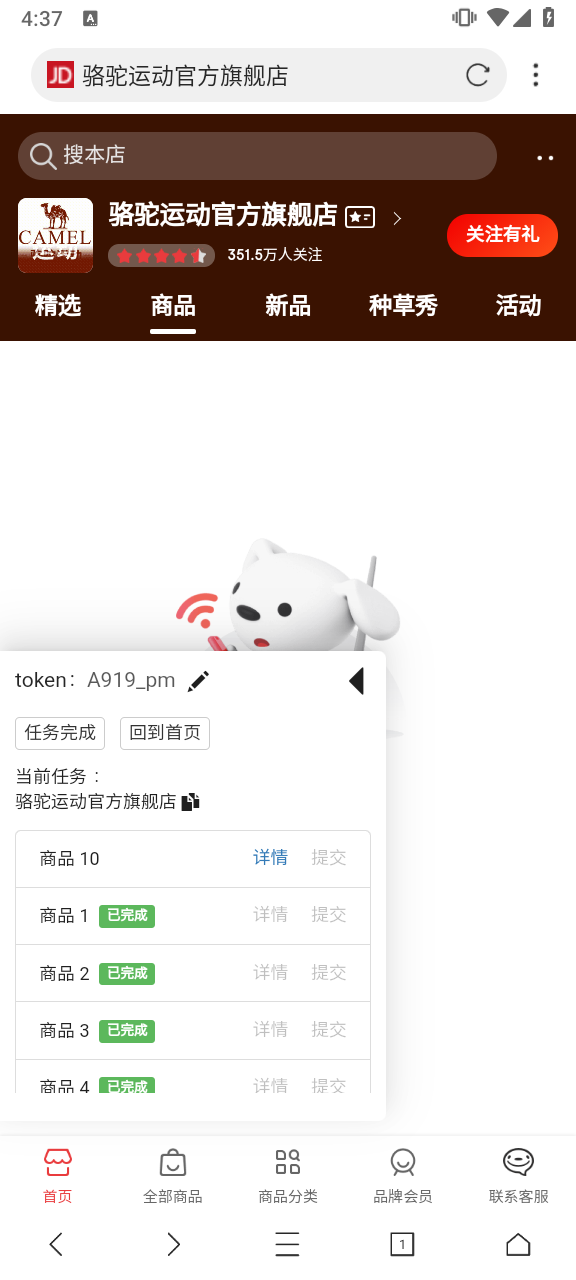 4:37
A
JD 骆驼运动官方旗舰店
搜本店
CAMEL
骆驼运动官方旗舰店
351.5万人关注
关注有礼
精选 商品 新品 种草秀 活动
token: A919_pm
任务完成 回到首页
当前任务：
骆驼运动官方旗舰店
商品 10 详情 提交
商品 1 已完成 详情 提交
商品 2 已完成 详情 提交
商品 3 已完成 详情 提交
商品 4 已完成 详情 提交
首页 全部商品 商品分类 品牌会员 联系客服
1